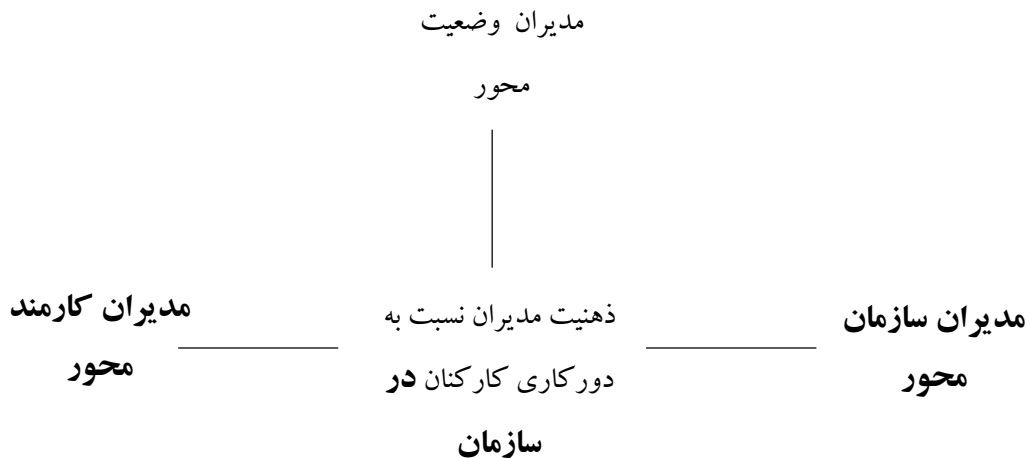 مدیران وضعیت
محور
مدیران سازمان
محور
ذهنیت مدیران نسبت به
دورکاری کارکنان در
سازمان
مدیران کارمند
محور